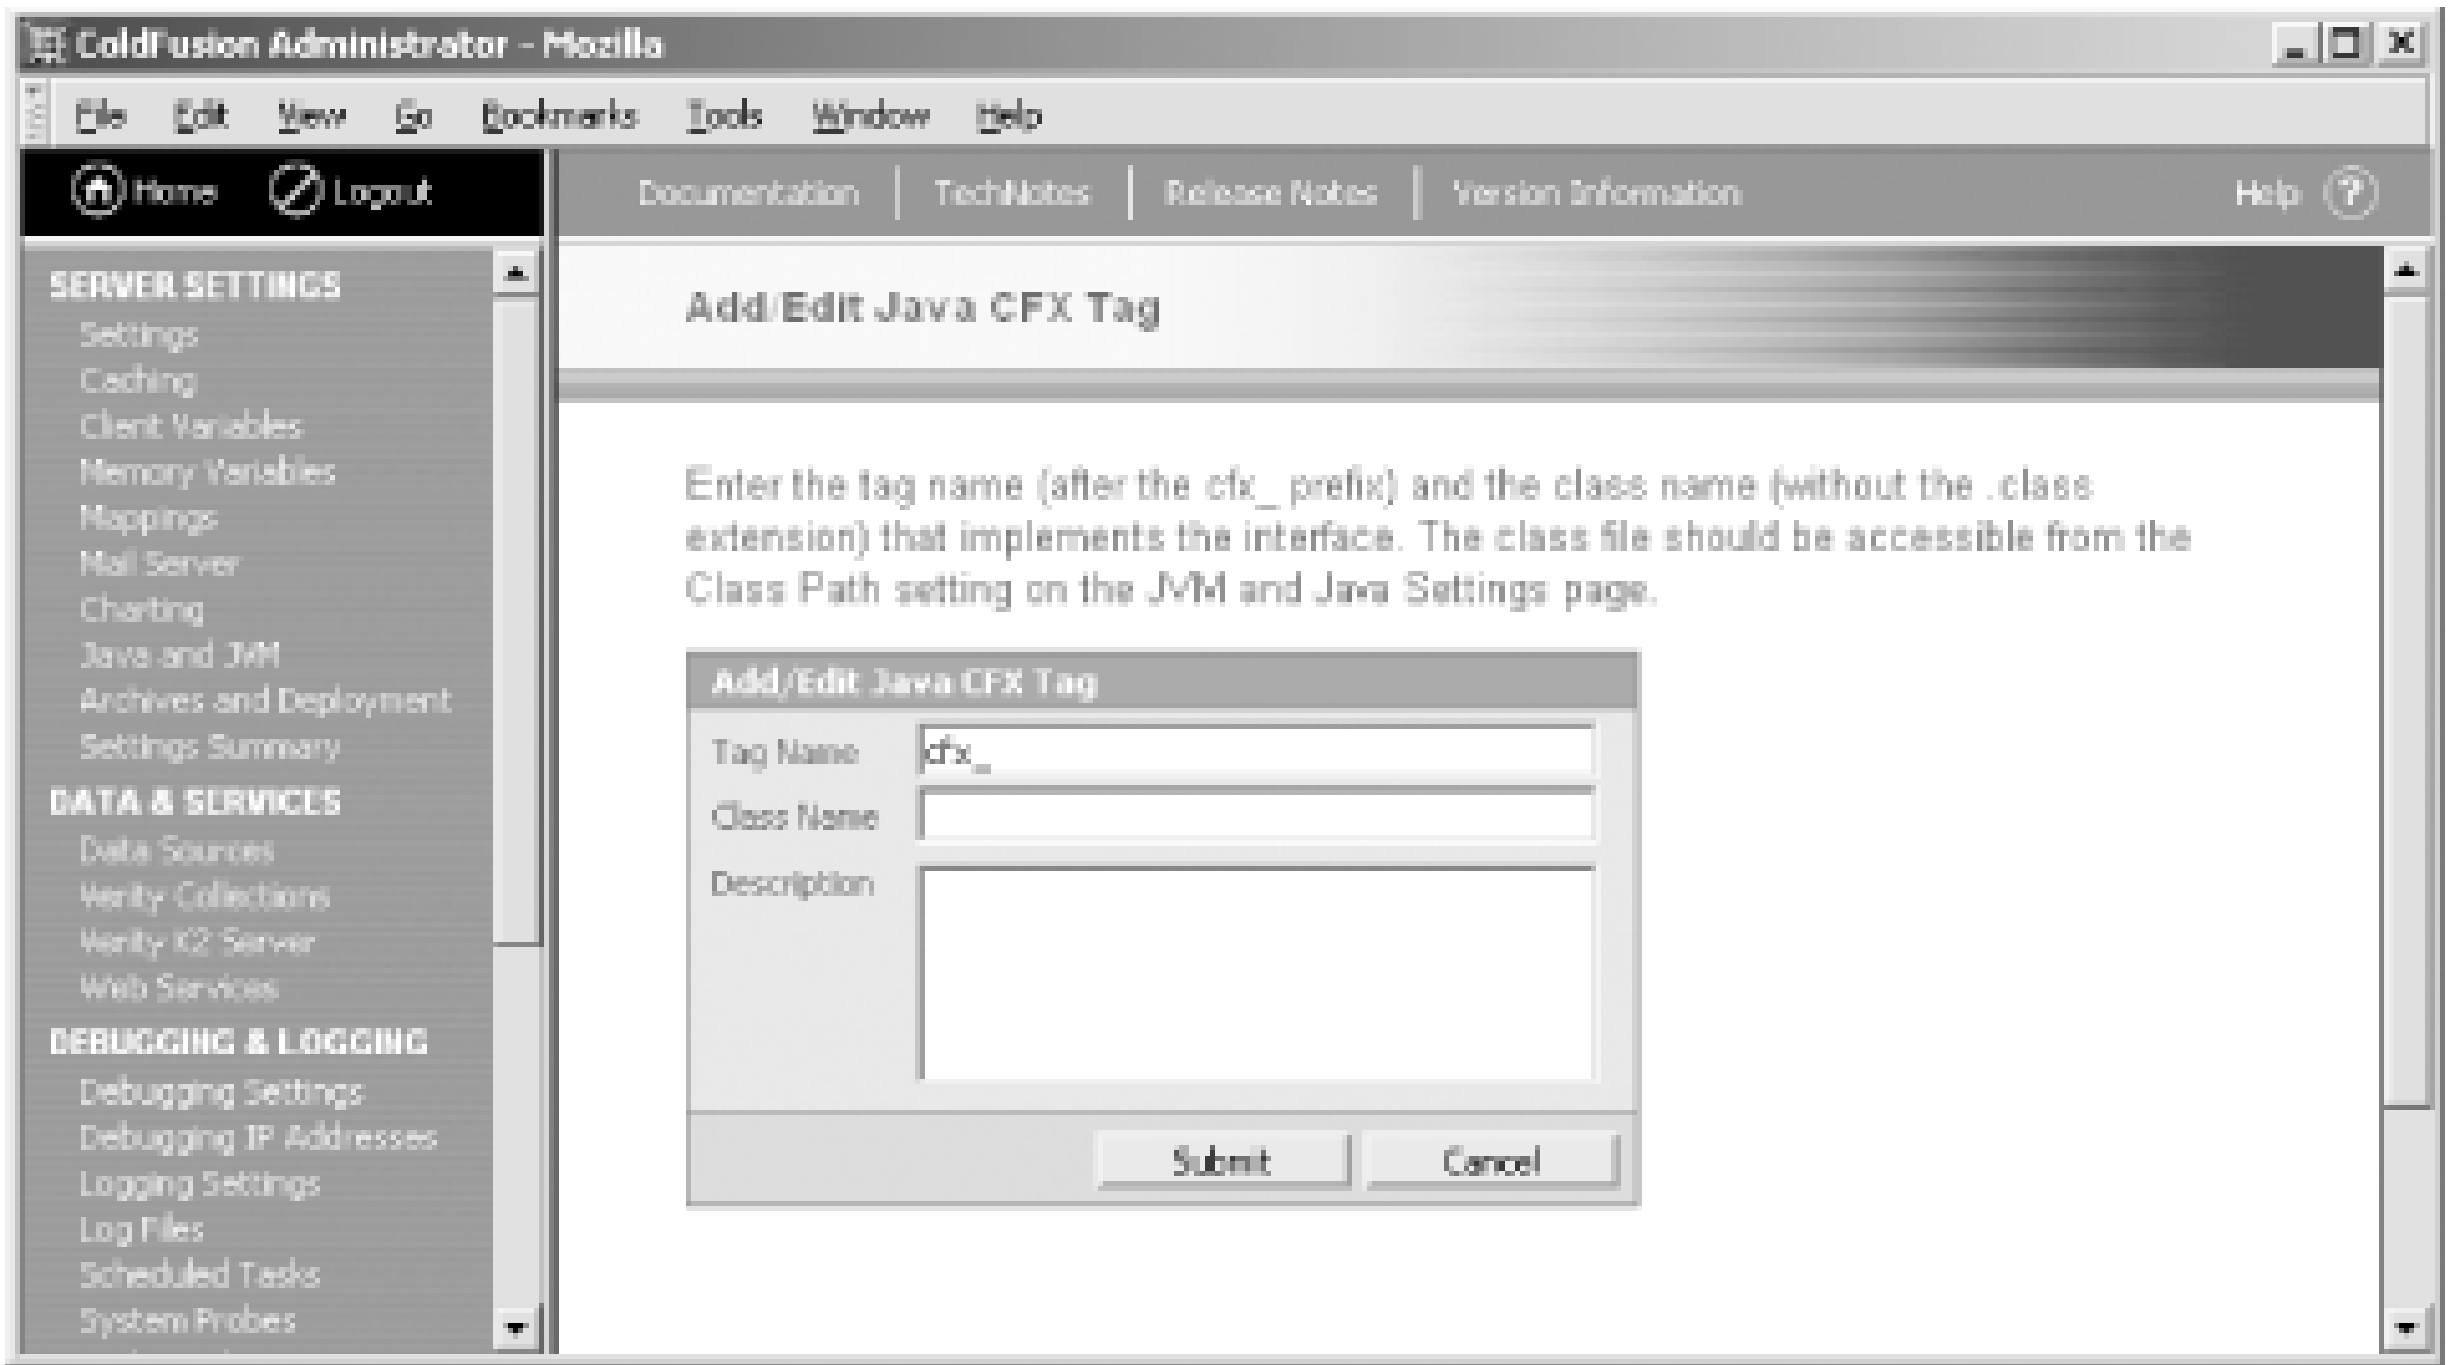 ColdFusion Administrator - Mozilla
File Edit View Go Bookmarks Tools Window Help
Home Logout
Documentation TechNotes Release Notes Version Information Help ?
SERVER SETTINGS
Settings
Caching
Client Variables
Memory Variables
Mappings
Mail Server
Charting
Java and JVM
Archives and Deployment
Settings Summary
DATA & SERVICES
Data Sources
Verity Collections
Verity K2 Server
Web Services
DEBUGGING & LOGGING
Debugging Settings
Debugging IP Addresses
Logging Settings
Log Files
Scheduled Tasks
System Probes
Add/Edit Java CFX Tag
Enter the tag name (after the cfx_ prefix) and the class name (without the .class
extension) that implements the interface. The class file should be accessible from the
Class Path setting on the JVM and Java Settings page.
Add/Edit Java CFX Tag
Tag Name cfx_
Class Name
Description
Submit Cancel